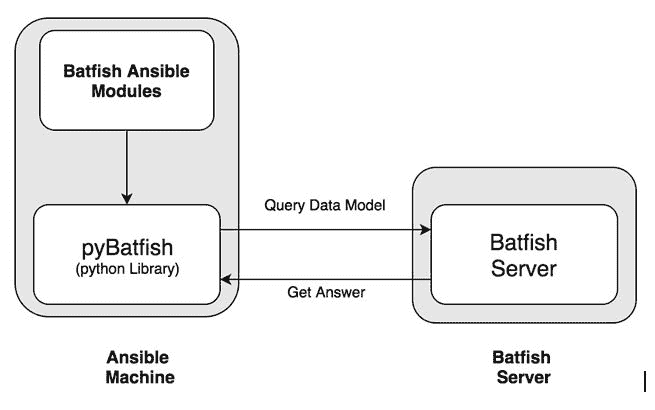 Batfish Ansible
Modules
pyBatfish
(python Library)
Query Data Model
Get Answer
Batfish
Server
Ansible
Machine
Batfish
Server